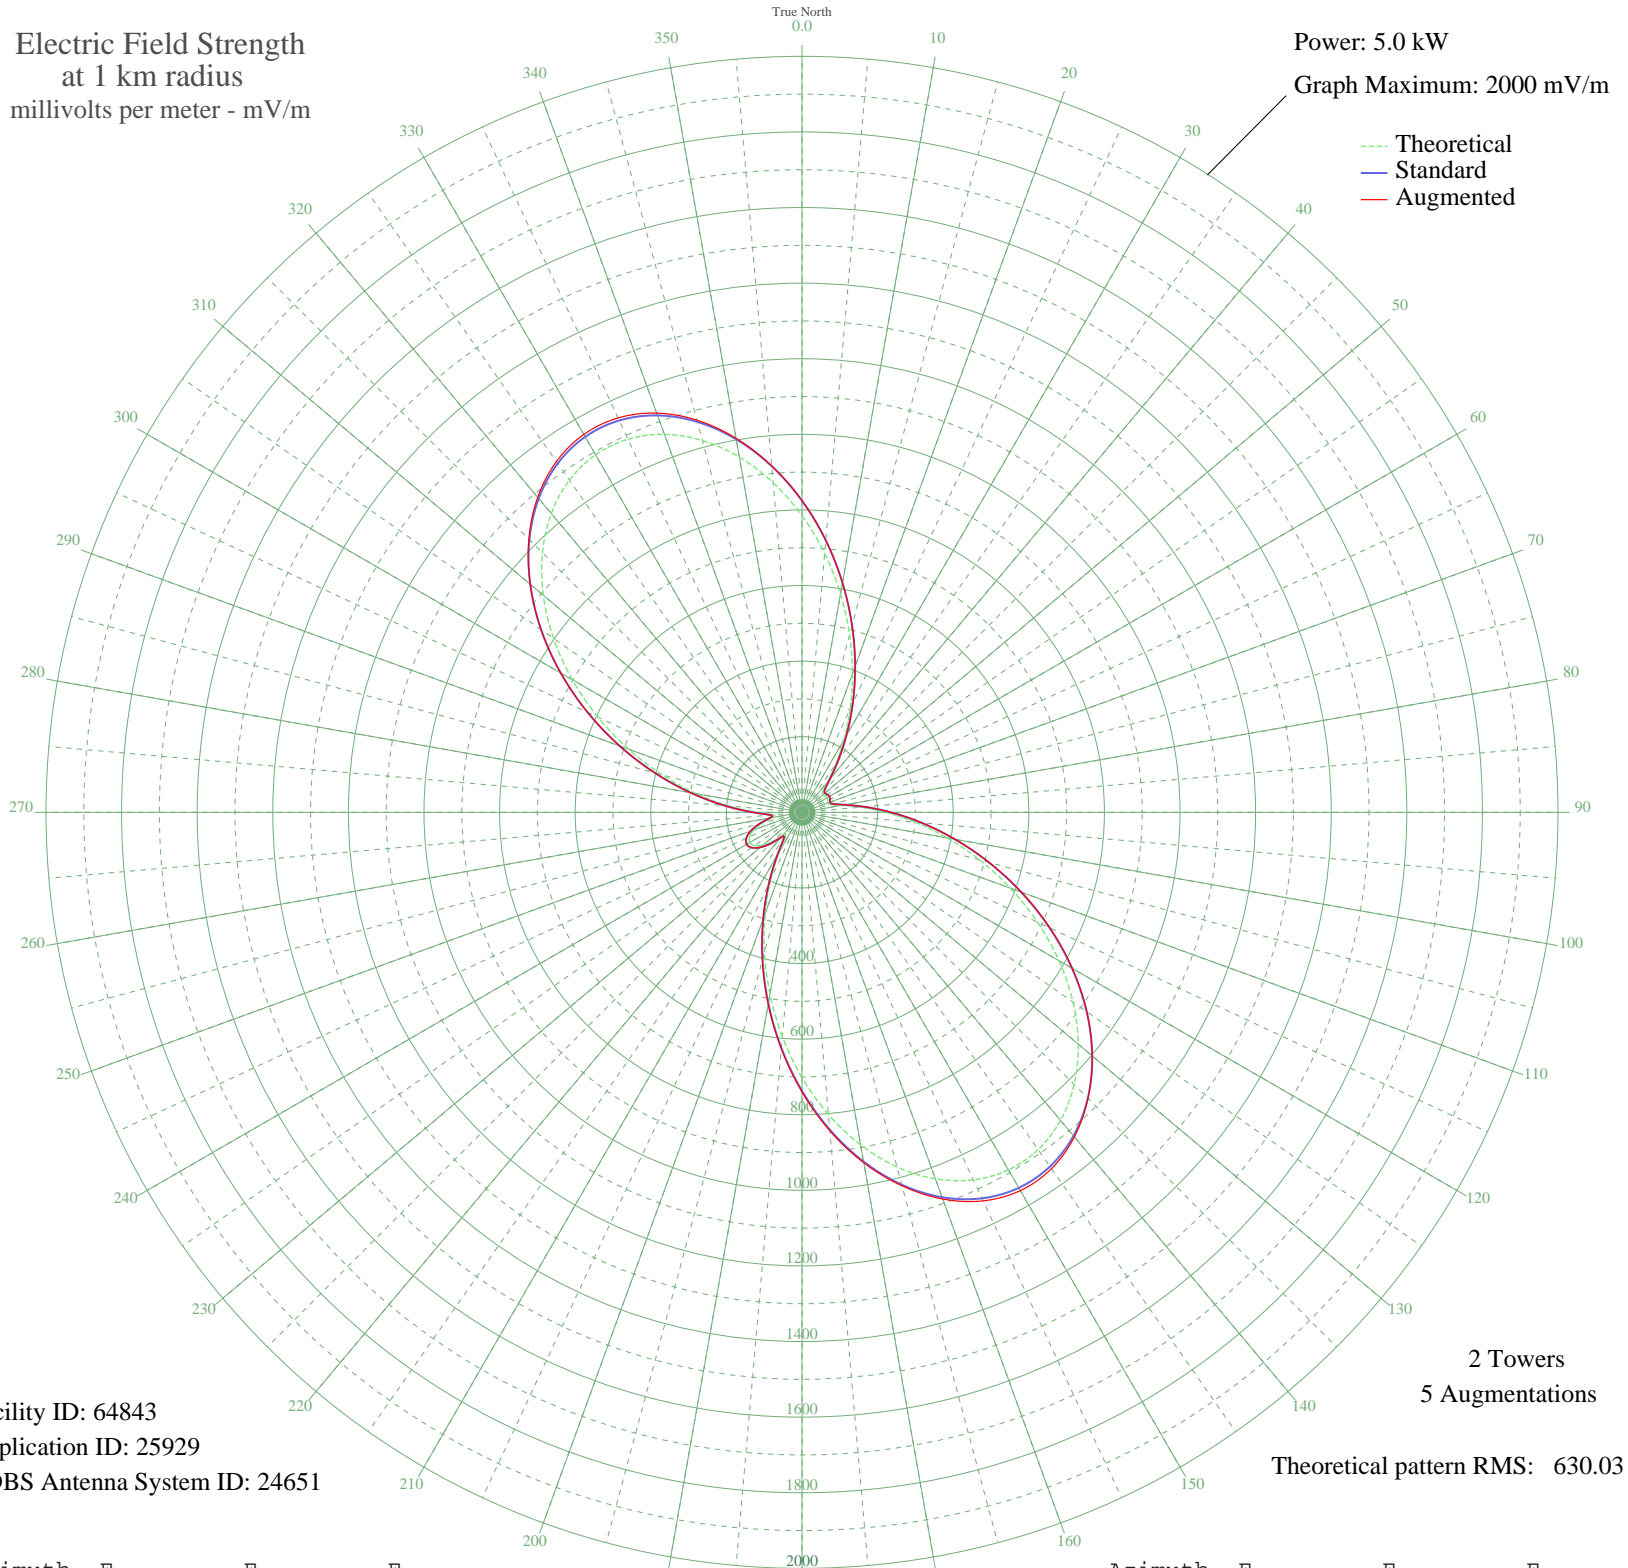 True North
0.0
Electric Field Strength
at 1 km radius
millivolts per meter - mV/m
Power: 5.0 kW
Graph Maximum: 2000 mV/m
Theoretical
Standard
Augmented
10
20
30
40
50
60
70
80
90
100
110
120
130
140
150
160
200
210
220
230
240
250
260
270
280
290
300
310
320
330
340
350
400
600
800
1000
1200
1400
1600
1800
2000
2 Towers
5 Augmentations
Theoretical pattern RMS: 630.03
cility ID: 64843
plication ID: 25929
DBS Antenna System ID: 24651